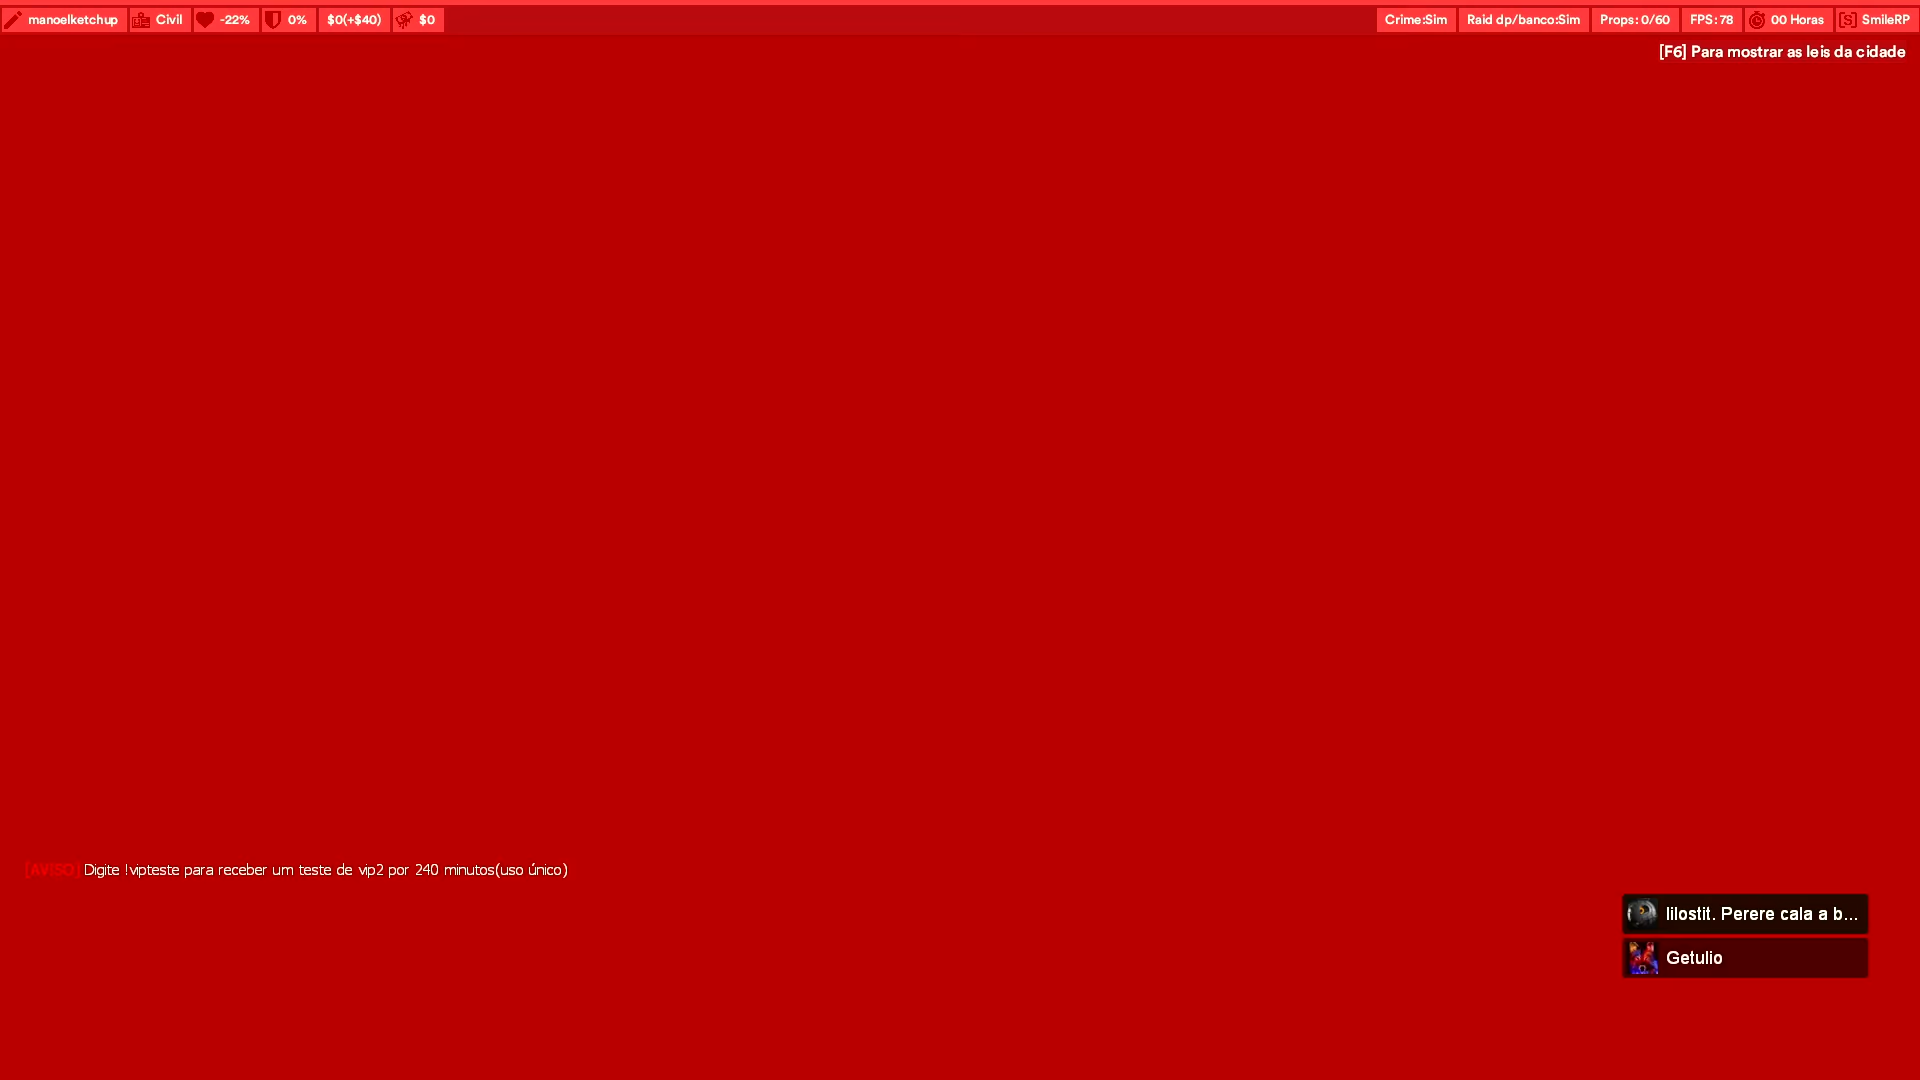 manoelketchup Civil -22% 0% $0(+$40) $0 Crime:Sim Raid dp/banco:Sim Props: 0/60 FPS: 78 00 Horas [S] SmileRP
[F6] Para mostrar as leis da cidade
[AVISO] Digite !vipteste para receber um teste de vip2 por 240 minutos(uso único)
lilostit. Perere cala a b...
Getulio